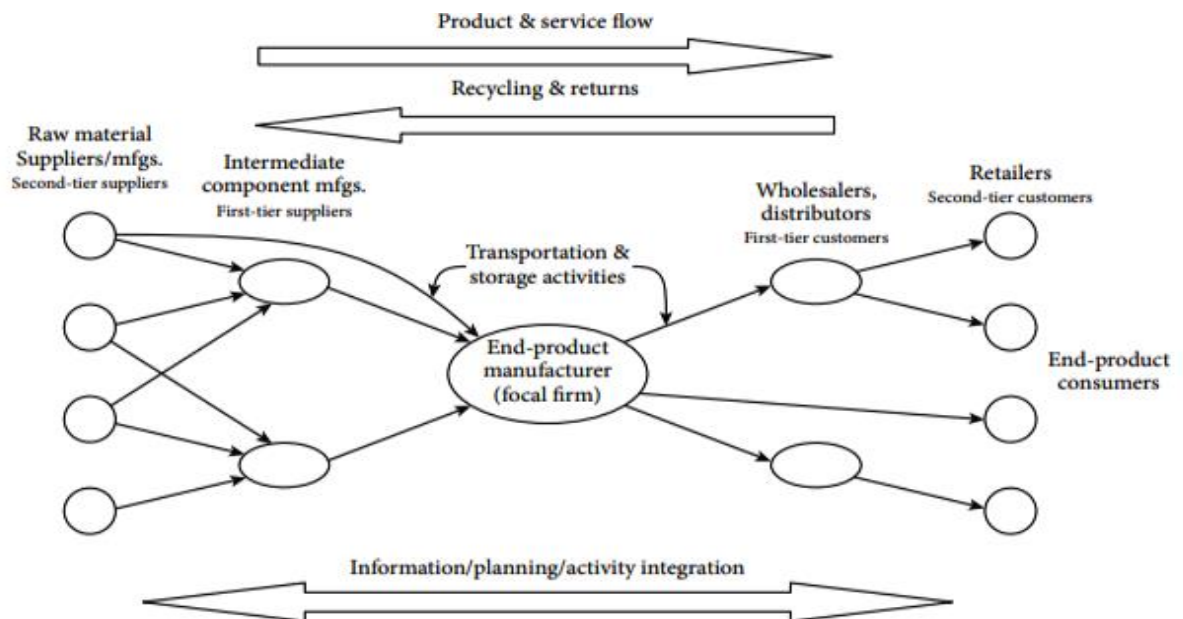 Product & service flow
Recycling & returns
Raw material
Suppliers/mfgs.
Second-tier suppliers
Intermediate
component mfgs.
First-tier suppliers
Wholesalers,
distributors
First-tier customers
Retailers
Second-tier customers
Transportation &
storage activities
End-product
manufacturer
(focal firm)
End-product
consumers
Information/planning/activity integration